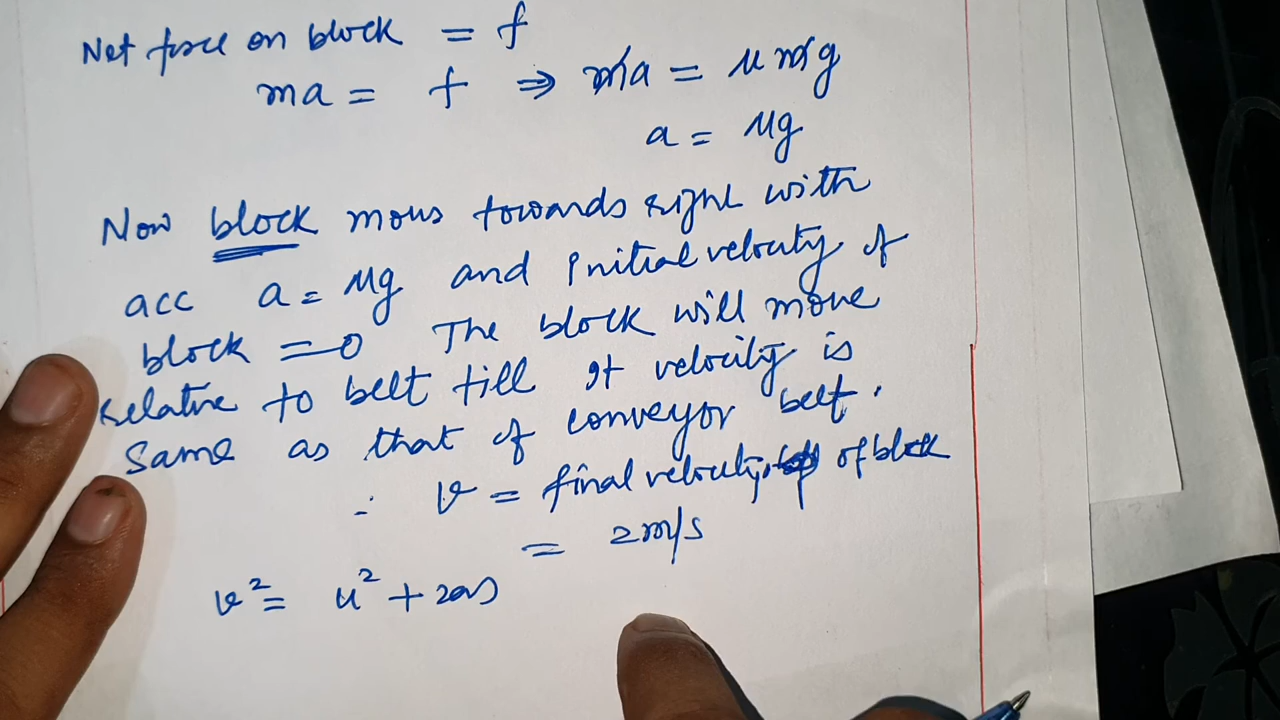 Net force on block = f
ma = f ⇒ ma = μmg
a = μg
Now block moves towards right with
acc a = μg and initial velocity of
block = 0 The block will move
relative to belt till it velocity is
same as that of conveyor belt.
∴ v = final velocity of block
= 2m/s
v² = u² + 2as